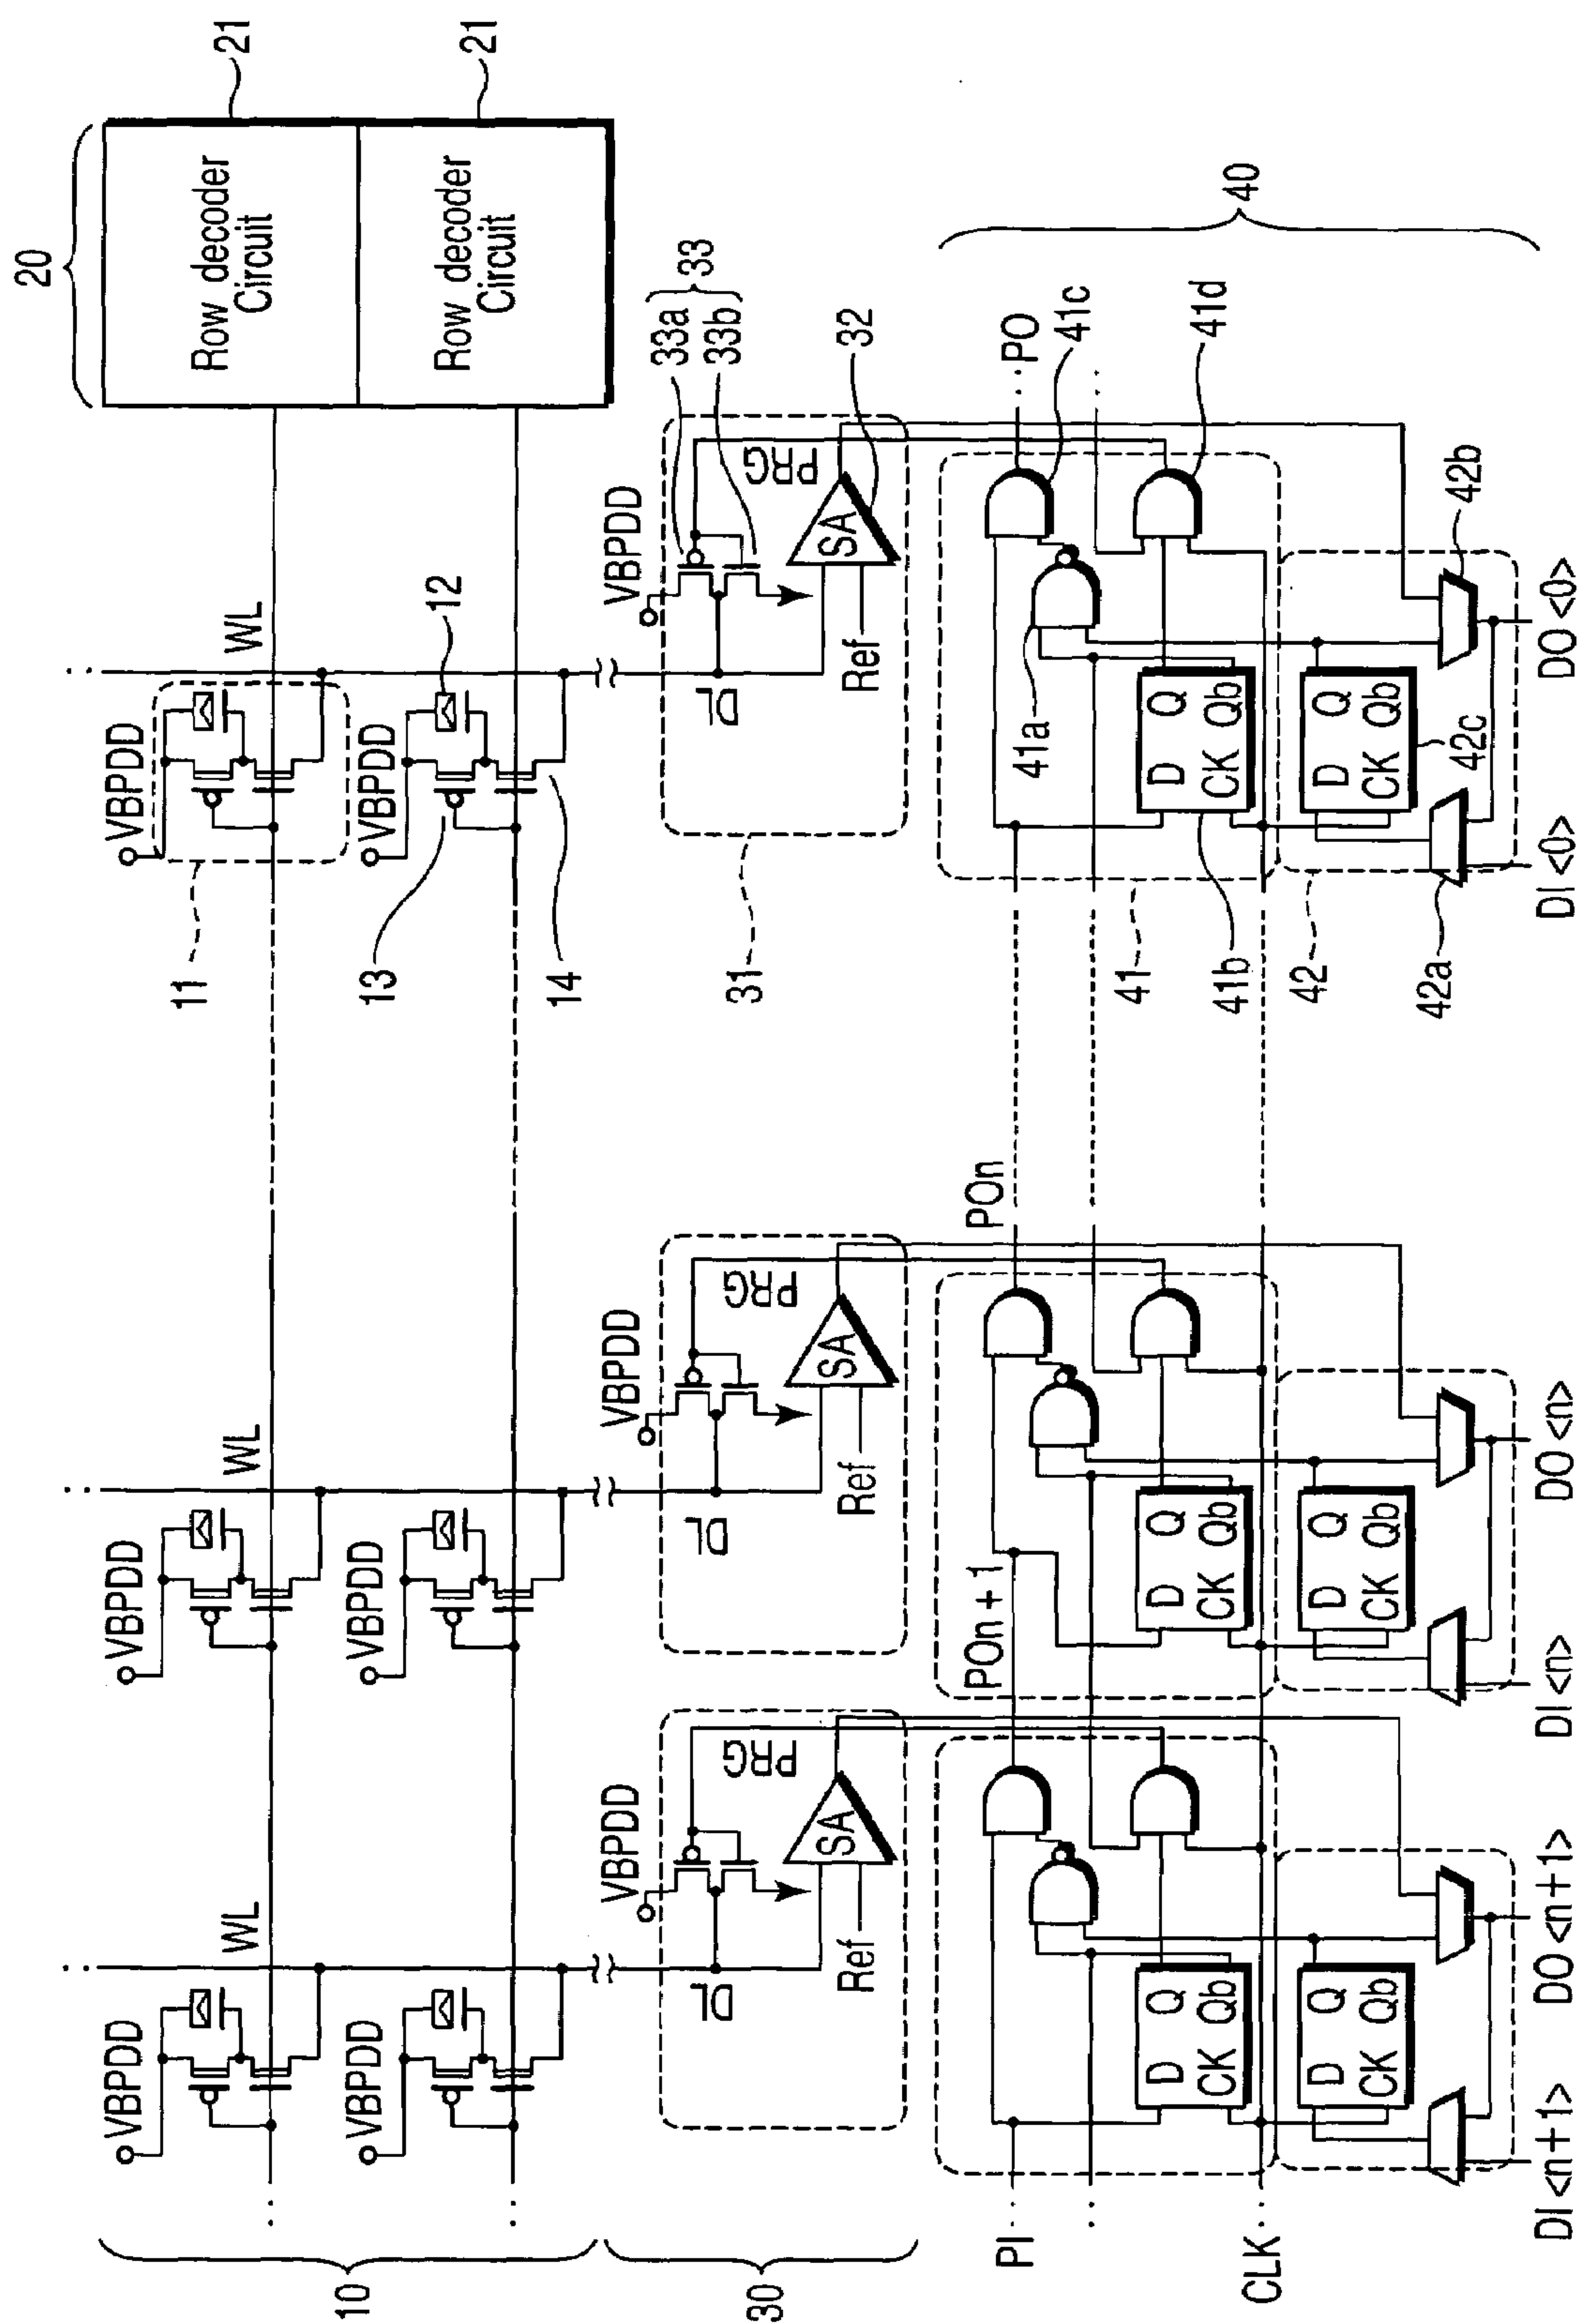 20
Row decoder
Circuit
21
Row decoder
Circuit
21
10
VBPDD
WL
VBPDD
WL
VBPDD
WL
11
VBPDD
VBPDD
VBPDD
12
13
14
30
VBPDD
PRG
DL
SA
Ref
VBPDD
PRG
DL
SA
Ref
VBPDD
33a
33
33b
PRG
DL
SA
32
Ref
31
40
PI
POn+1
POn
PO
41c
41a
41d
D Q
CK Qb
D Q
CK Qb
D Q
CK Qb
41
41b
CLK
D Q
CK Qb
D Q
CK Qb
D Q
CK Qb
42
42c
42b
42a
DI <n+1>
DO <n+1>
DI <n>
DO <n>
DI <0>
DO <0>